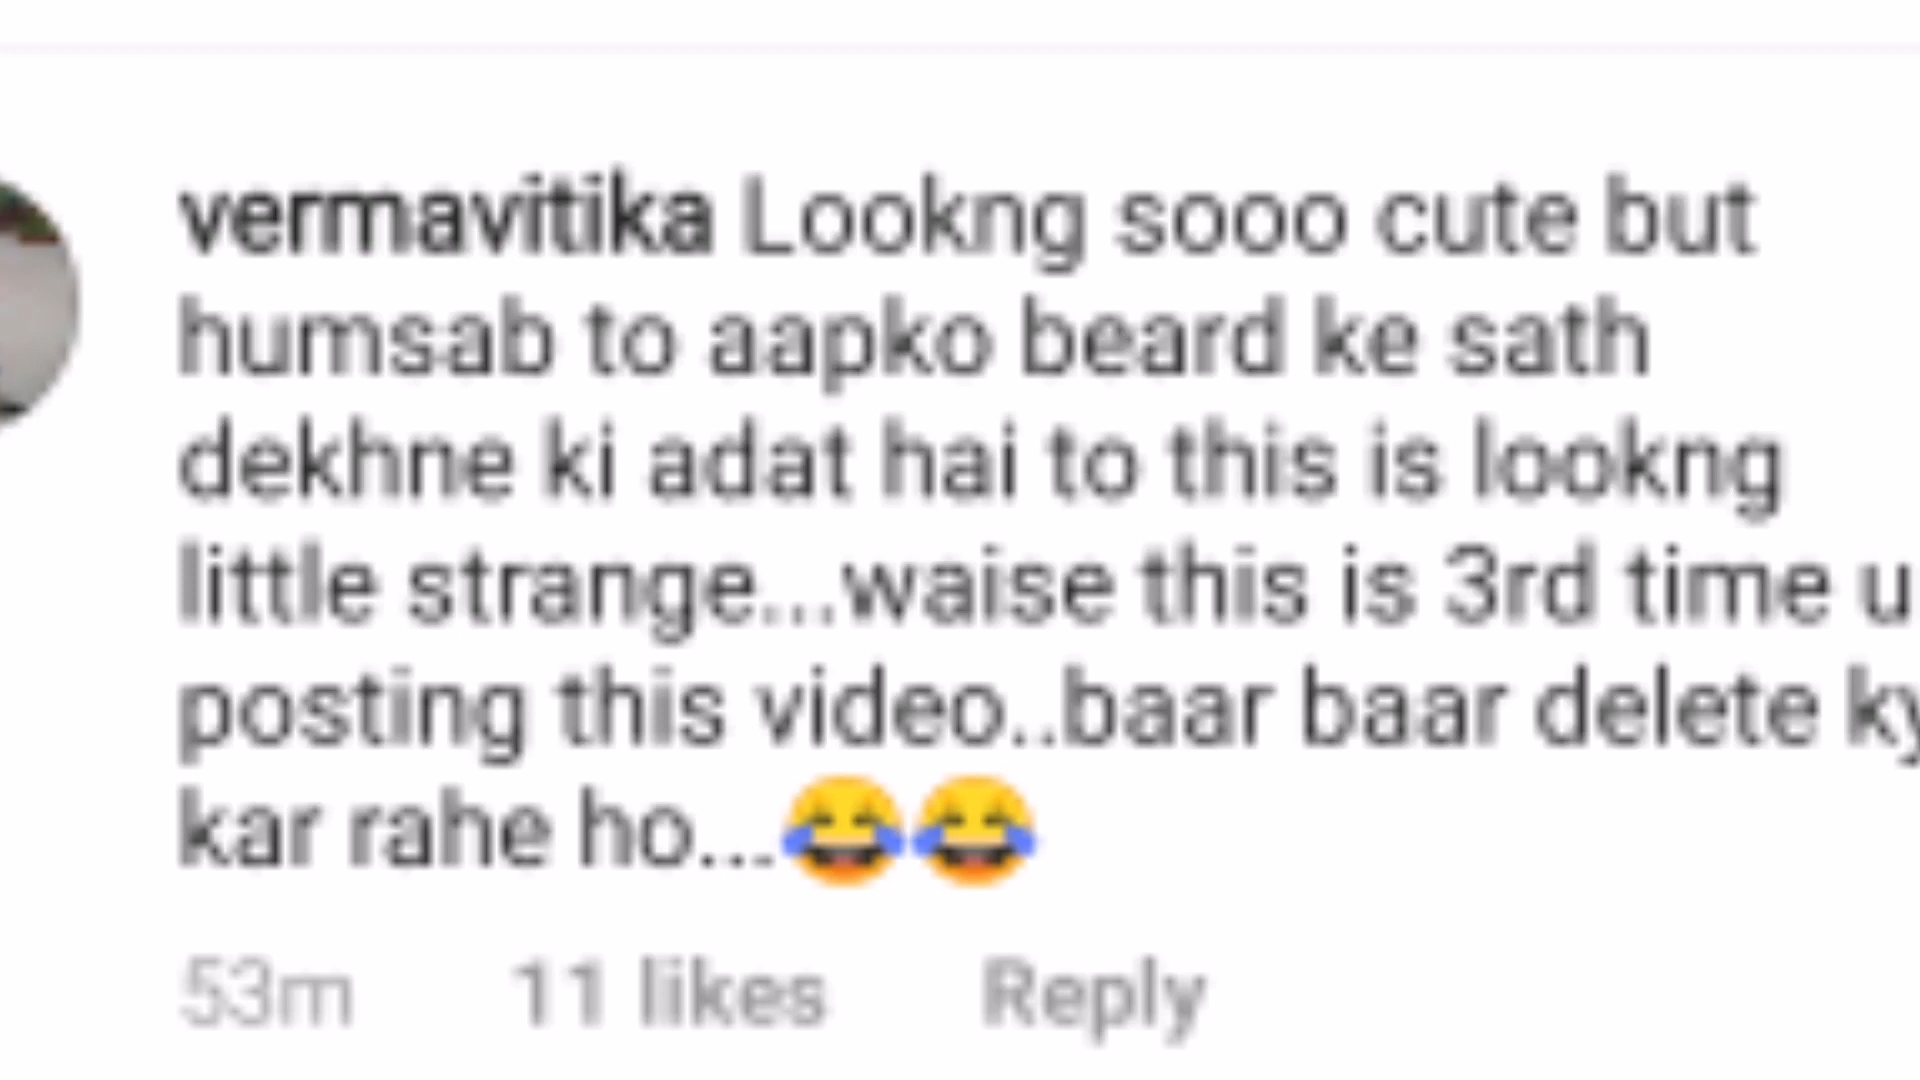 vermavitika Lookng sooo cute but
humsab to aapko beard ke sath
dekhne ki adat hai to this is lookng
little strange...waise this is 3rd time u
posting this video..baar baar delete ky
kar rahe ho...😂😂
53m 11 likes Reply